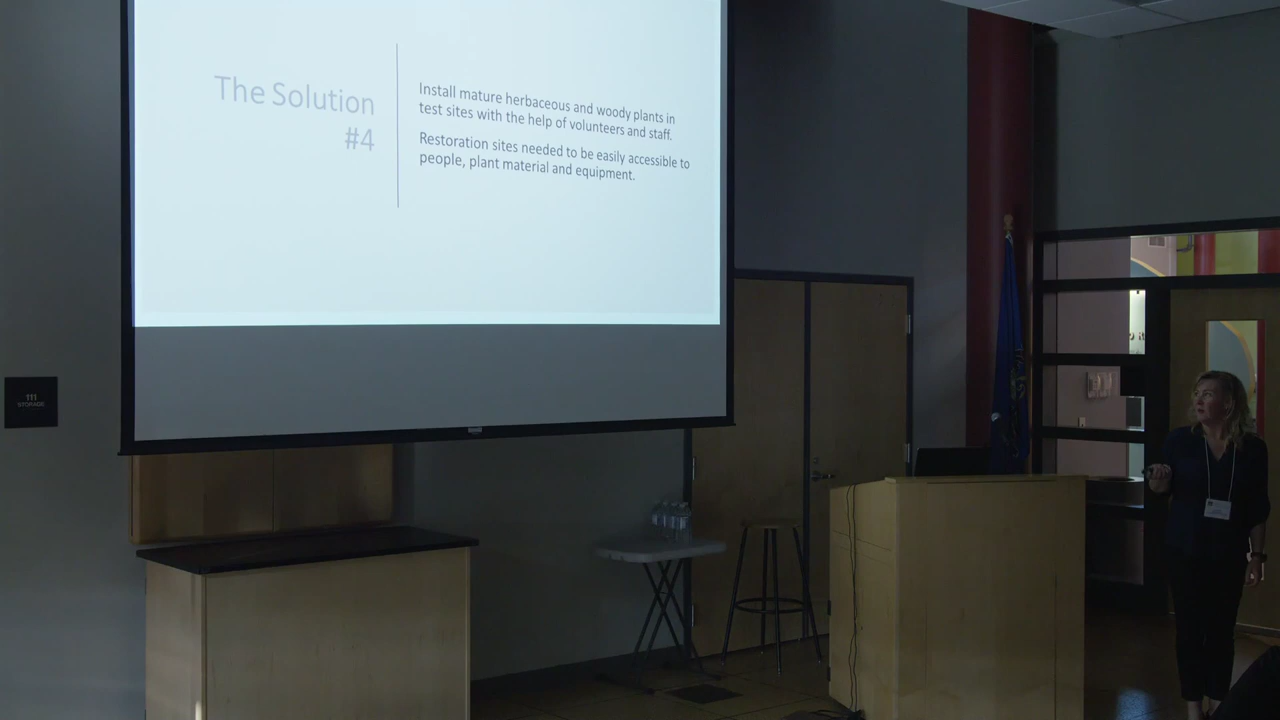 The Solution
#4
Install mature herbaceous and woody plants in
test sites with the help of volunteers and staff.
Restoration sites needed to be easily accessible to
people, plant material and equipment.
111
STORAGE